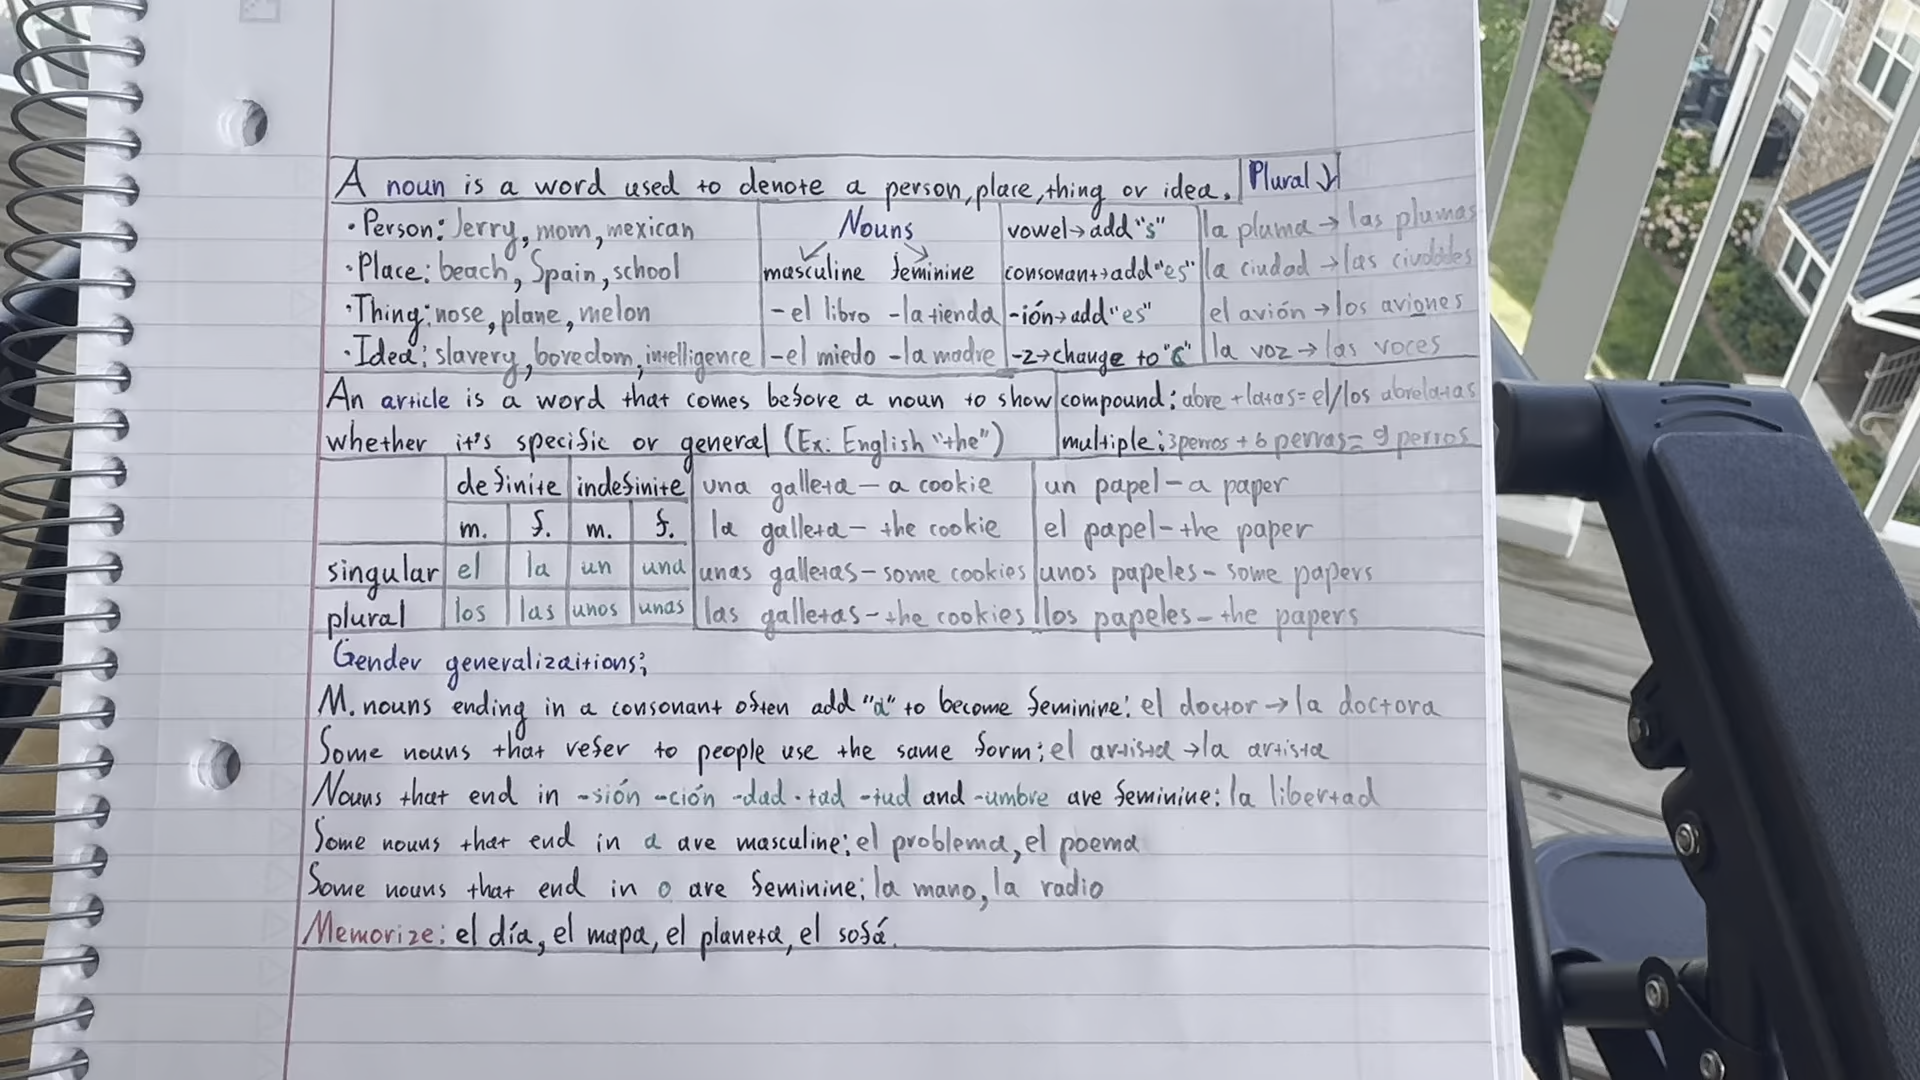 A noun is a word used to denote a person, place, thing or idea. Plural ↓
· Person: Jerry, mom, mexican
· Place: beach, Spain, school
· Thing: nose, plane, melon
· Idea: slavery, boredom, intelligence
Nouns
masculine feminine
- el libro - la tienda
- el miedo - la madre
vowel → add "s"
consonant → add "es"
-ión → add "es"
-z → change to "c"
la pluma → las plumas
la ciudad → las ciudades
el avión → los aviones
la voz → las voces
An article is a word that comes before a noun to show
whether it's specific or general (Ex: English "the")
compound: abre + latas = el/los abrelatas
multiple: 3 perros + 6 perras = 9 perros
definite indefinite
m. f. m. f.
singular el la un una
plural los las unos unas
una galleta — a cookie
la galleta — the cookie
unas galletas — some cookies
las galletas — the cookies
un papel - a paper
el papel - the paper
unos papeles - some papers
los papeles - the papers
Gender generalizaitions:
M. nouns ending in a consonant often add "a" to become feminine: el doctor → la doctora
Some nouns that refer to people use the same form: el artista → la artista
Nouns that end in -sión -ción -dad -tad -tud and -umbre are feminine: la libertad
Some nouns that end in a are masculine: el problema, el poema
Some nouns that end in o are feminine: la mano, la radio
Memorize: el día, el mapa, el planeta, el sofá.